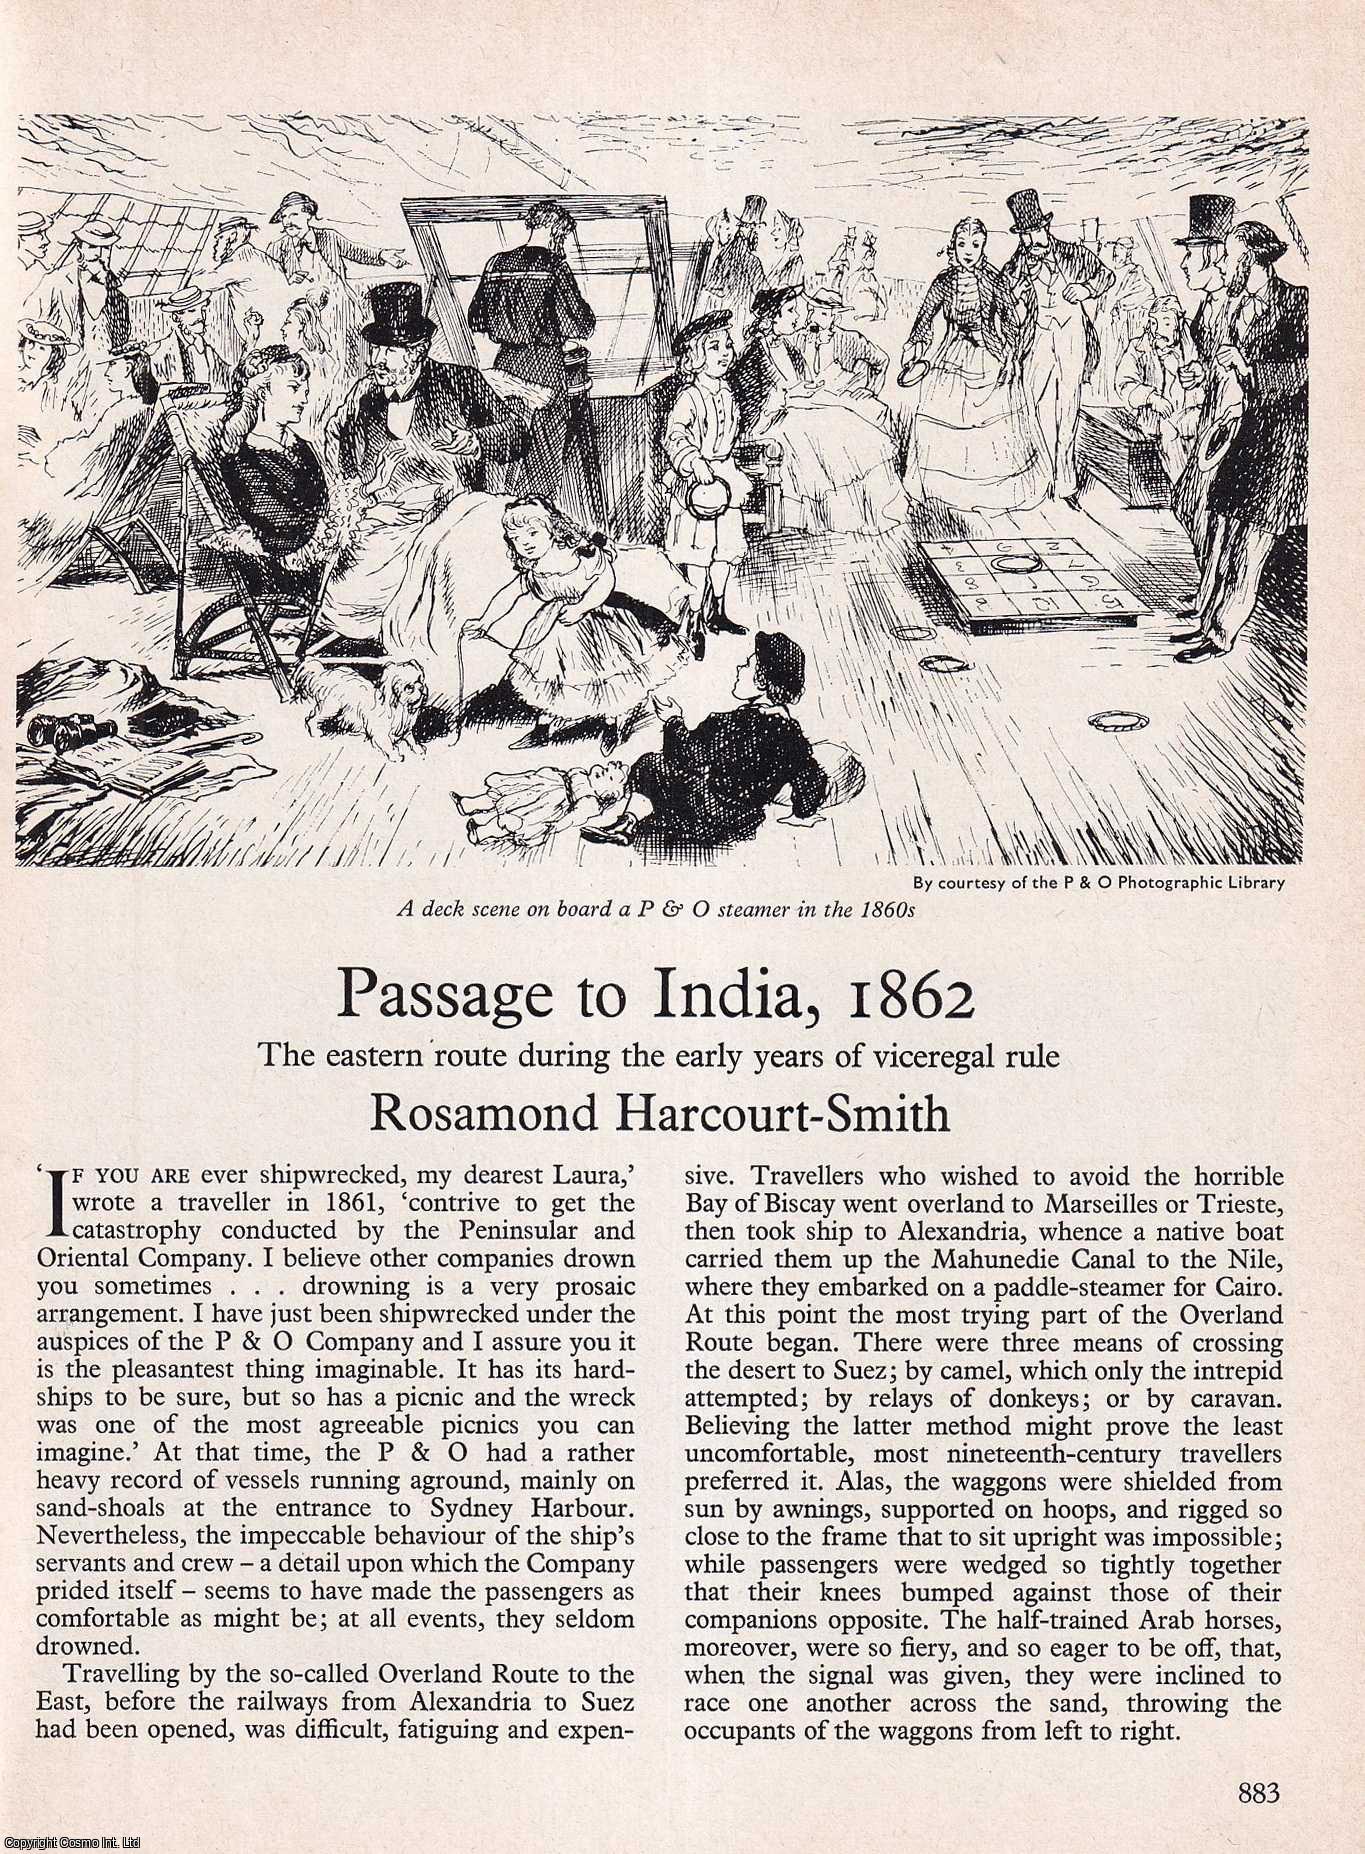 By courtesy of the P & O Photographic Library
A deck scene on board a P & O steamer in the 1860s
Passage to India, 1862
The eastern route during the early years of viceregal rule
Rosamond Harcourt-Smith
‘IF YOU ARE ever shipwrecked, my dearest Laura,’
wrote a traveller in 1861, ‘contrive to get the
catastrophy conducted by the Peninsular and
Oriental Company. I believe other companies drown
you sometimes . . . drowning is a very prosaic
arrangement. I have just been shipwrecked under the
auspices of the P & O Company and I assure you it
is the pleasantest thing imaginable. It has its hard-
ships to be sure, but so has a picnic and the wreck
was one of the most agreeable picnics you can
imagine.’ At that time, the P & O had a rather
heavy record of vessels running aground, mainly on
sand-shoals at the entrance to Sydney Harbour.
Nevertheless, the impeccable behaviour of the ship’s
servants and crew – a detail upon which the Company
prided itself – seems to have made the passengers as
comfortable as might be; at all events, they seldom
drowned.
Travelling by the so-called Overland Route to the
East, before the railways from Alexandria to Suez
had been opened, was difficult, fatiguing and expen-
sive. Travellers who wished to avoid the horrible
Bay of Biscay went overland to Marseilles or Trieste,
then took ship to Alexandria, whence a native boat
carried them up the Mahunedie Canal to the Nile,
where they embarked on a paddle-steamer for Cairo.
At this point the most trying part of the Overland
Route began. There were three means of crossing
the desert to Suez; by camel, which only the intrepid
attempted; by relays of donkeys; or by caravan.
Believing the latter method might prove the least
uncomfortable, most nineteenth-century travellers
preferred it. Alas, the waggons were shielded from
sun by awnings, supported on hoops, and rigged so
close to the frame that to sit upright was impossible;
while passengers were wedged so tightly together
that their knees bumped against those of their
companions opposite. The half-trained Arab horses,
moreover, were so fiery, and so eager to be off, that,
when the signal was given, they were inclined to
race one another across the sand, throwing the
occupants of the waggons from left to right.
883
Copyright Cosmo Int. Ltd